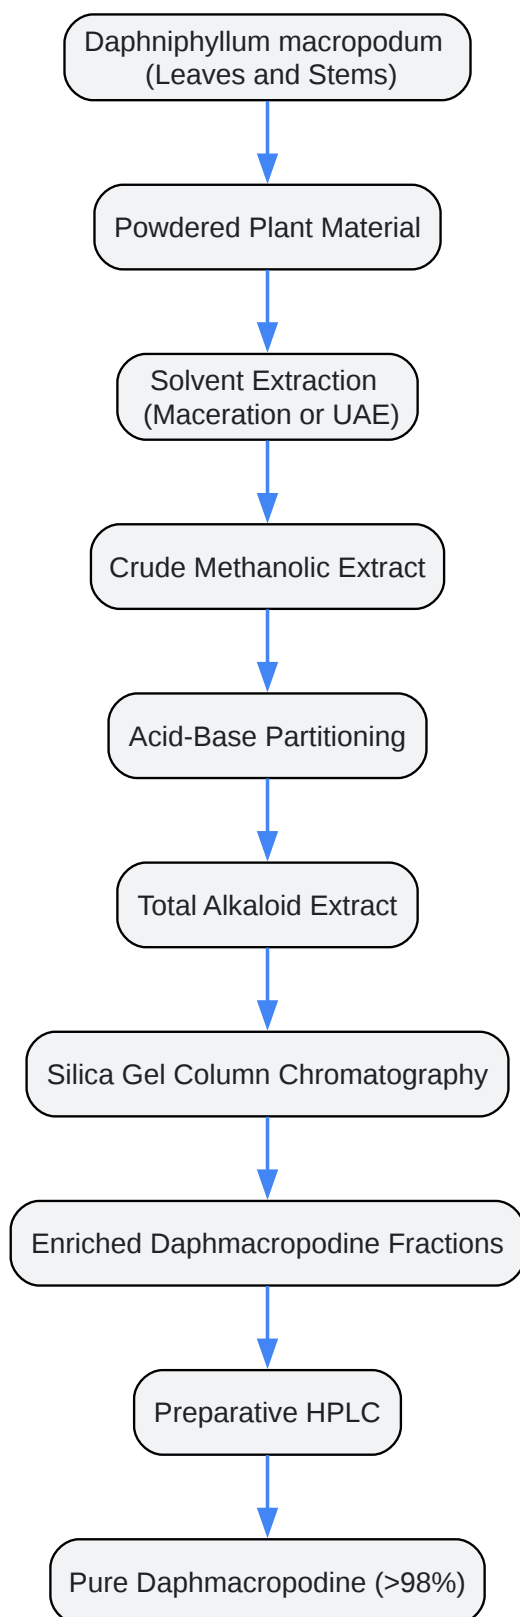 Daphniphyllum macropodum
(Leaves and Stems)
Powdered Plant Material
Solvent Extraction
(Maceration or UAE)
Crude Methanolic Extract
Acid-Base Partitioning
Total Alkaloid Extract
Silica Gel Column Chromatography
Enriched Daphmacropodine Fractions
Preparative HPLC
Pure Daphmacropodine (>98%)